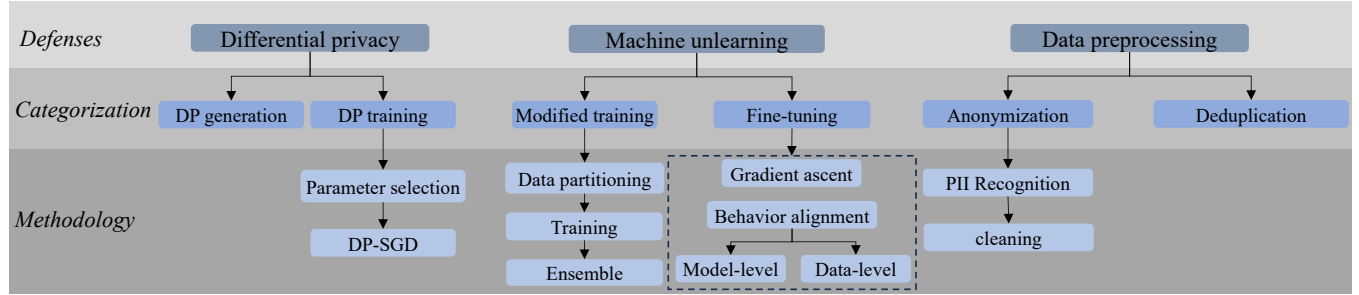 Defenses
Differential privacy
Machine unlearning
Data preprocessing
Categorization
DP generation
DP training
Modified training
Fine-tuning
Anonymization
Deduplication
Methodology
Parameter selection
DP-SGD
Data partitioning
Training
Ensemble
Gradient ascent
Behavior alignment
Model-level
Data-level
PII Recognition
cleaning